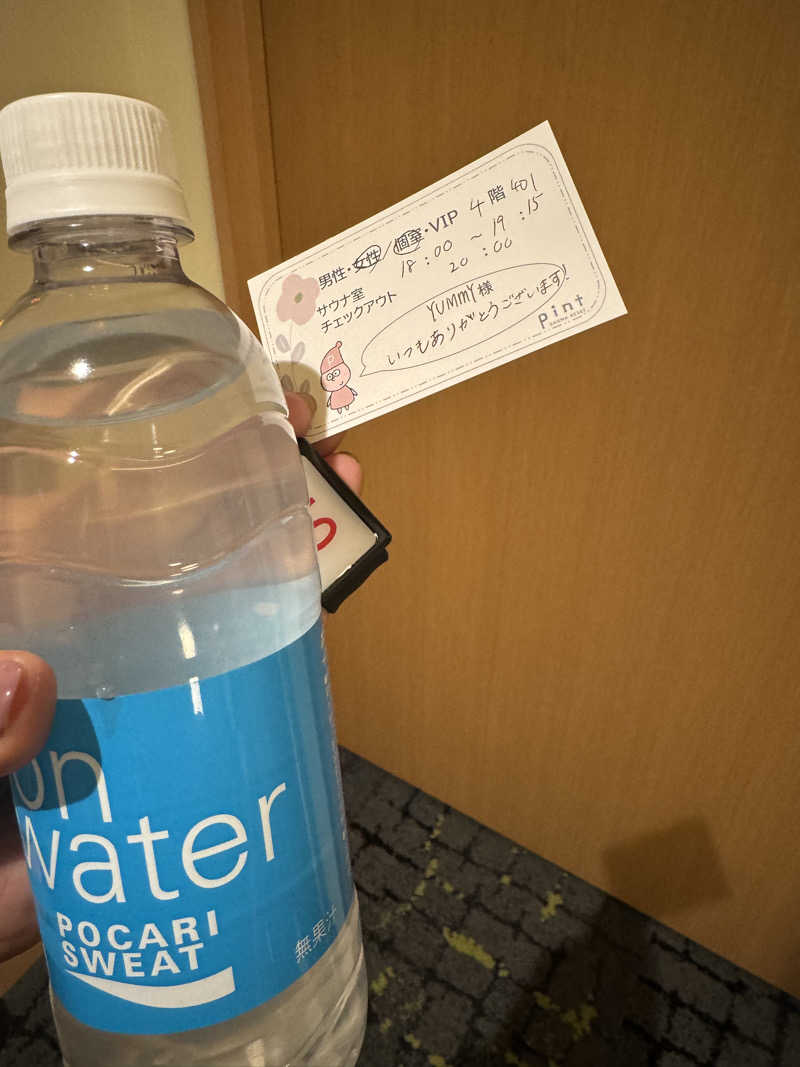 男性・女性/個室・VIP 4階 401
サウナ室 18:00 ~ 19:15
チェックアウト 20:00
YUMMY様
いつもありがとうございます!
pint
P
on
water
POCARI
SWEAT
無果汁